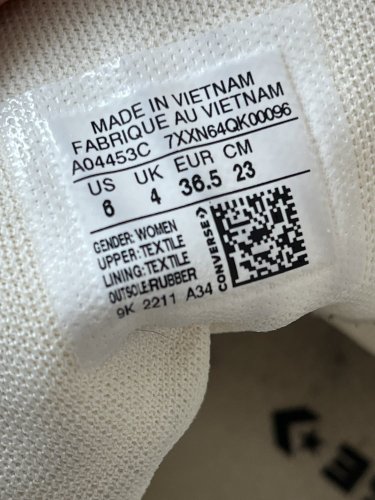 MADE IN VIETNAM
FABRIQUE AU VIETNAM
A04453C 7XXN64QK00096
US UK EUR CM
6 4 36.5 23
GENDER: WOMEN
UPPER: TEXTILE
LINING: TEXTILE
OUTSOLE:RUBBER
9K 2211 A34
CONVERSE